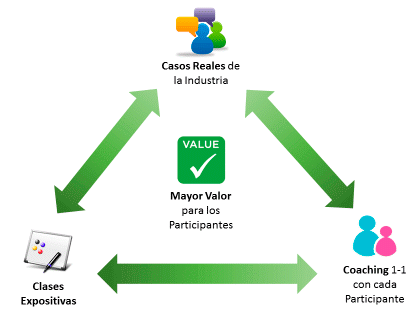 Casos Reales de
la Industria
VALUE
Mayor Valor
para los
Participantes
Clases
Expositivas
Coaching 1-1
con cada
Participante